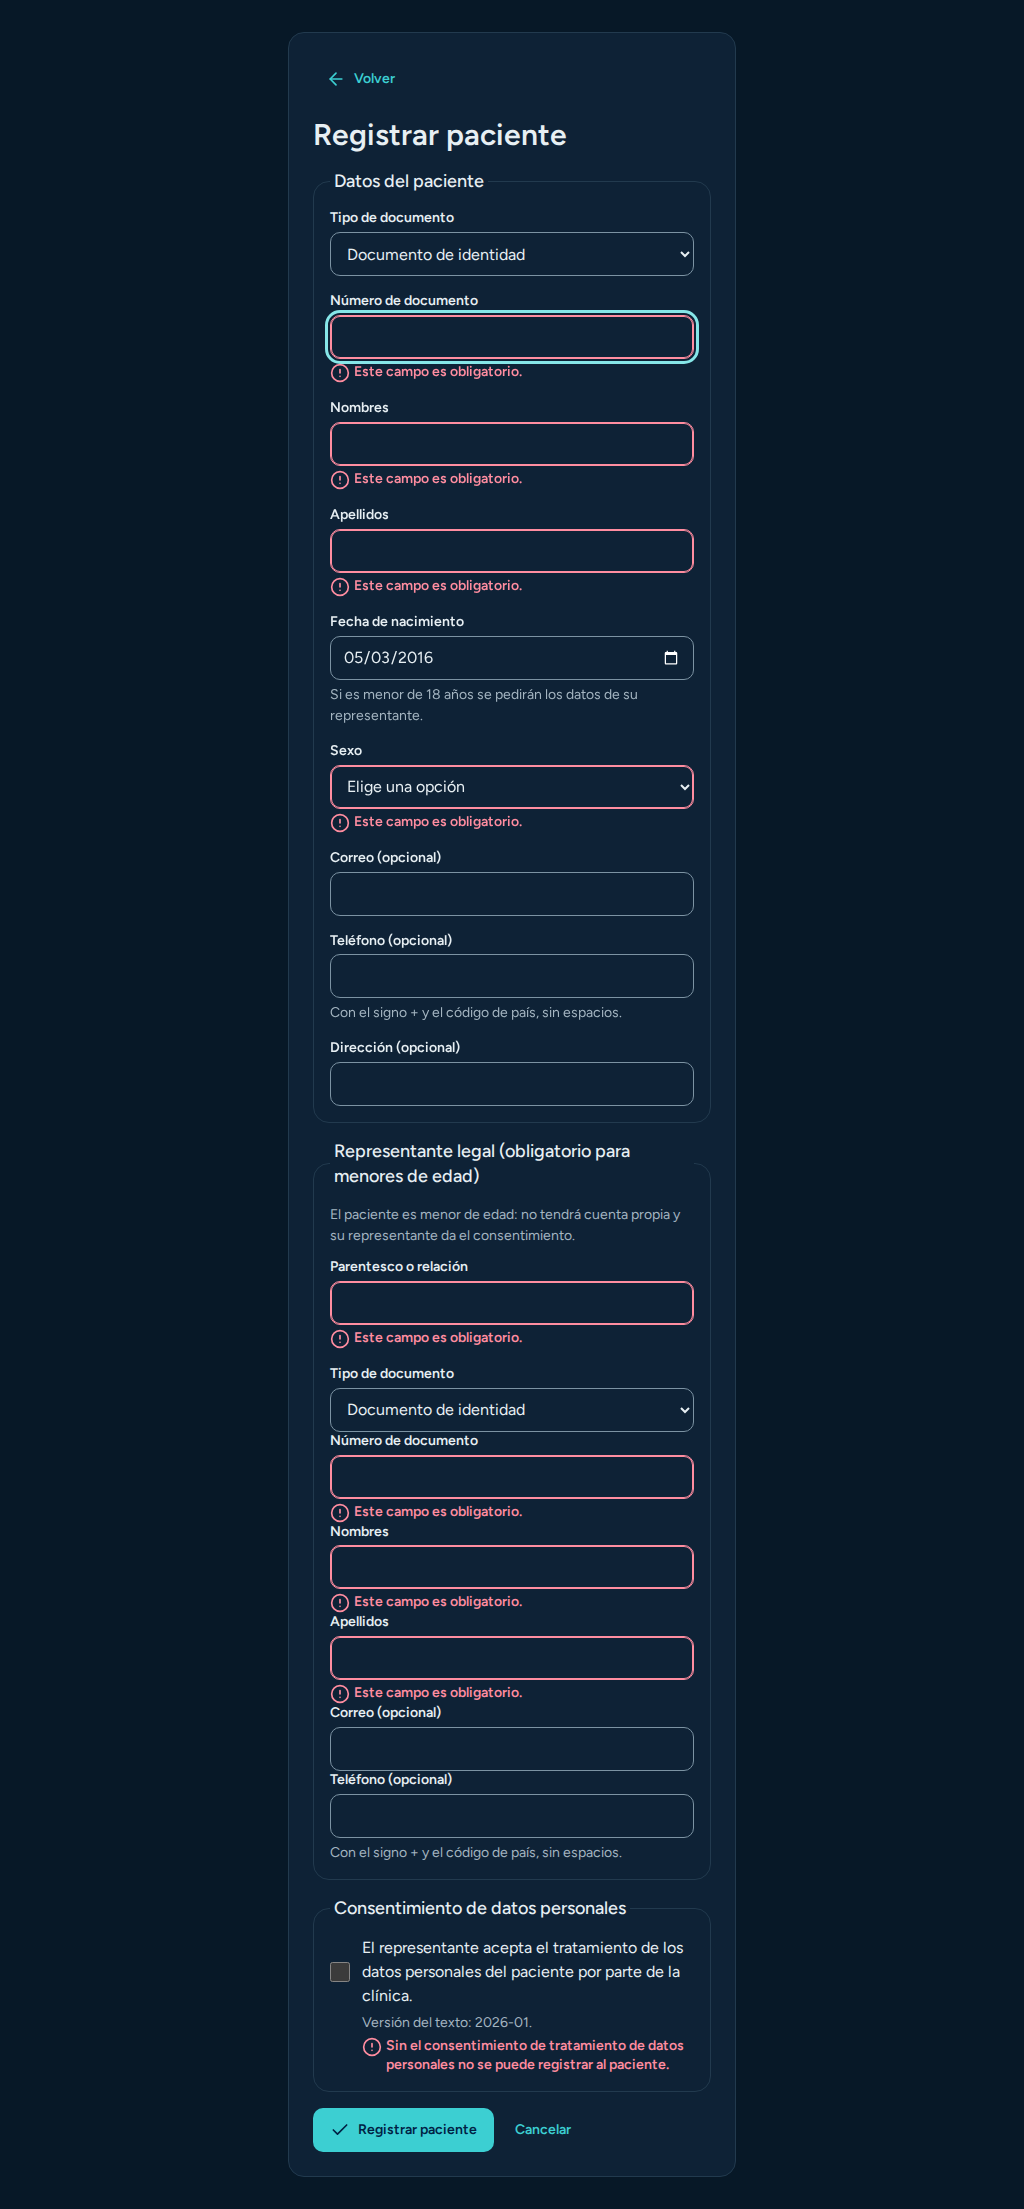 Volver
Registrar paciente
Datos del paciente
Tipo de documento
Documento de identidad
Número de documento
Este campo es obligatorio.
Nombres
Este campo es obligatorio.
Apellidos
Este campo es obligatorio.
Fecha de nacimiento
05/03/2016
Si es menor de 18 años se pedirán los datos de su
representante.
Sexo
Elige una opción
Este campo es obligatorio.
Correo (opcional)
Teléfono (opcional)
Con el signo + y el código de país, sin espacios.
Dirección (opcional)
Representante legal (obligatorio para
menores de edad)
El paciente es menor de edad: no tendrá cuenta propia y
su representante da el consentimiento.
Parentesco o relación
Este campo es obligatorio.
Tipo de documento
Documento de identidad
Número de documento
Este campo es obligatorio.
Nombres
Este campo es obligatorio.
Apellidos
Este campo es obligatorio.
Correo (opcional)
Teléfono (opcional)
Con el signo + y el código de país, sin espacios.
Consentimiento de datos personales
El representante acepta el tratamiento de los
datos personales del paciente por parte de la
clínica.
Versión del texto: 2026-01.
Sin el consentimiento de tratamiento de datos
personales no se puede registrar al paciente.
Registrar paciente
Cancelar